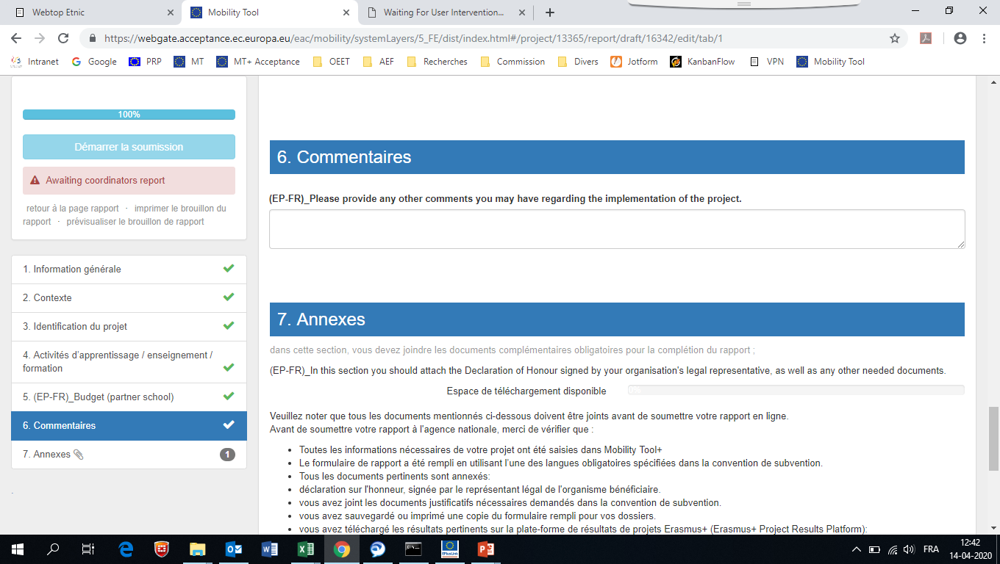 Webtop Etnic
Mobility Tool
Waiting For User Intervention...
https://webgate.acceptance.ec.europa.eu/eac/mobility/systemLayers/5_FE/dist/index.html#/project/13365/report/draft/16342/edit/tab/1
Intranet Google PRP MT MT+ Acceptance OEET AEF Recherches Commission Divers Jotform KanbanFlow VPN Mobility Tool
100%
Démarrer la soumission
Awaiting coordinators report
retour à la page rapport · imprimer le brouillon du
rapport · prévisualiser le brouillon de rapport
1. Information générale
2. Contexte
3. Identification du projet
4. Activités d'apprentissage / enseignement /
formation
5. (EP-FR)_Budget (partner school)
6. Commentaires
7. Annexes 1
6. Commentaires
(EP-FR)_Please provide any other comments you may have regarding the implementation of the project.
7. Annexes
dans cette section, vous devez joindre les documents complémentaires obligatoires pour la complétion du rapport ;
(EP-FR)_In this section you should attach the Declaration of Honour signed by your organisation's legal representative, as well as any other needed documents.
Espace de téléchargement disponible
Veuillez noter que tous les documents mentionnés ci-dessous doivent être joints avant de soumettre votre rapport en ligne.
Avant de soumettre votre rapport à l'agence nationale, merci de vérifier que :
• Toutes les informations nécessaires de votre projet ont été saisies dans Mobility Tool+
• Le formulaire de rapport a été rempli en utilisant l'une des langues obligatoires spécifiées dans la convention de subvention.
• Tous les documents pertinents sont annexés:
• déclaration sur l'honneur, signée par le représentant légal de l'organisme bénéficiaire.
• vous avez joint les documents justificatifs nécessaires demandés dans la convention de subvention.
• vous avez sauvegardé ou imprimé une copie du formulaire rempli pour vos dossiers.
• vous avez téléchargé les résultats pertinents sur la plate-forme de résultats de projets Erasmus+ (Erasmus+ Project Results Platform):
FRA
12:42
14-04-2020